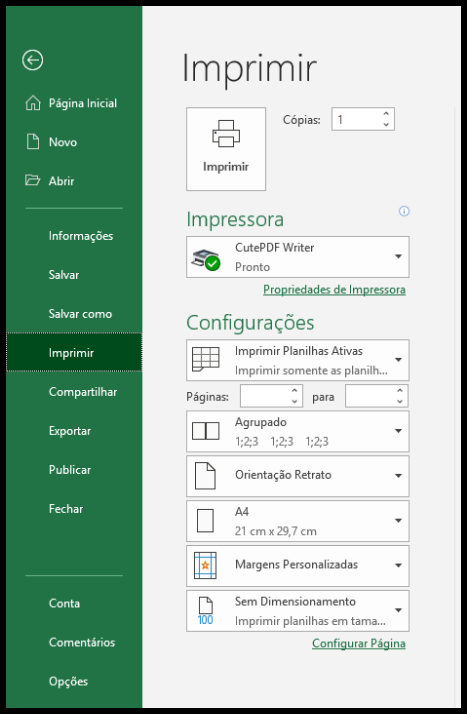 Página Inicial
Novo
Abrir
Informações
Salvar
Salvar como
Imprimir
Compartilhar
Exportar
Publicar
Fechar
Conta
Comentários
Opções
Imprimir
Imprimir
Cópias: 1
Impressora
CutePDF Writer
Pronto
Propriedades de Impressora
Configurações
Imprimir Planilhas Ativas
Imprimir somente as planilh...
Páginas: para
Agrupado
1;2;3 1;2;3 1;2;3
Orientação Retrato
A4
21 cm x 29,7 cm
Margens Personalizadas
100
Sem Dimensionamento
Imprimir planilhas em tama...
Configurar Página